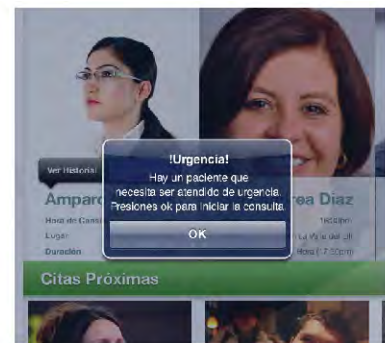 Ver Historial
!Urgencia!
Hay un paciente que
necesita ser atendido de urgencia.
Presiones ok para iniciar la consulta
OK
Amparo
rea Diaz
Hora de Cons
Lugar
Duración
Citas Próximas